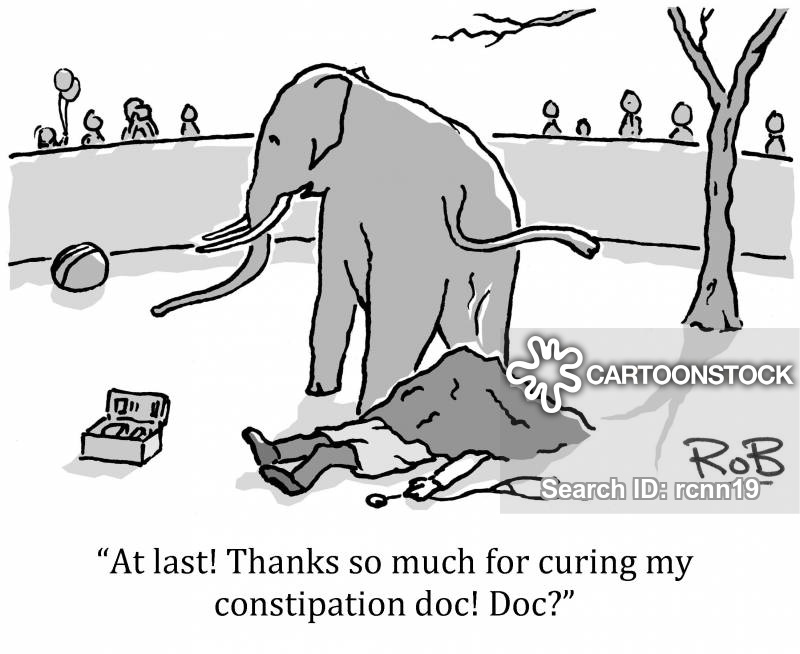 CARTOONSTOCK
RoB
Search ID: rcnn19
“At last! Thanks so much for curing my
constipation doc! Doc?”